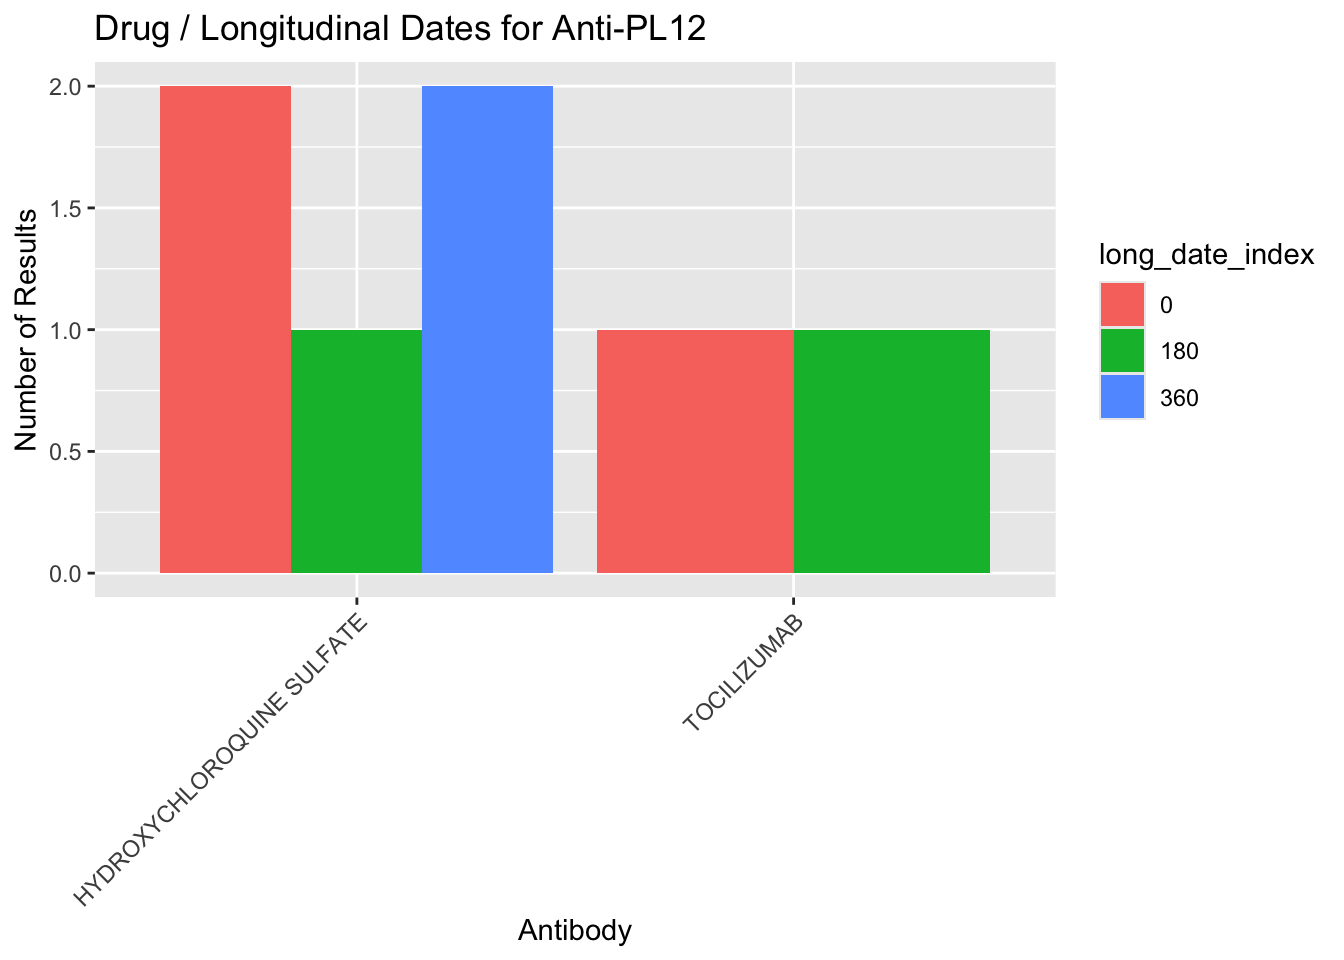 Drug / Longitudinal Dates for Anti-PL12
Number of Results
2.0
1.5
1.0
0.5
0.0
HYDROXYCHLOROQUINE SULFATE
TOCILIZUMAB
Antibody
long_date_index
0
180
360